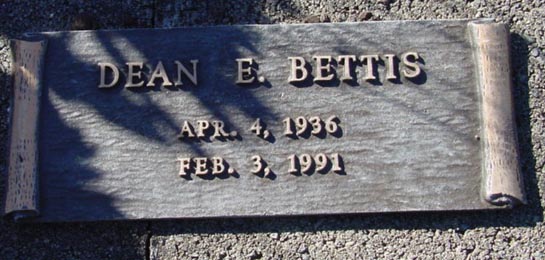 DEAN E. BETTIS
APR. 4, 1936
FEB. 3, 1991